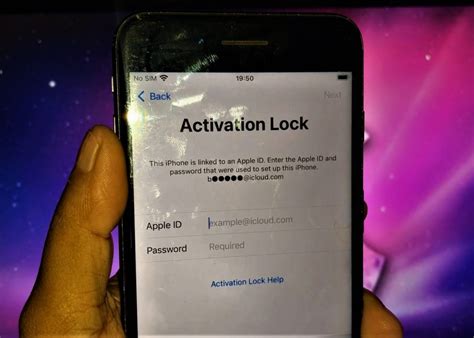 No SIM 19:50
Back Next
Activation Lock
This iPhone is linked to an Apple ID. Enter the Apple ID and
password that were used to set up this iPhone.
b●●●●●@icloud.com
Apple ID example@icloud.com
Password Required
Activation Lock Help